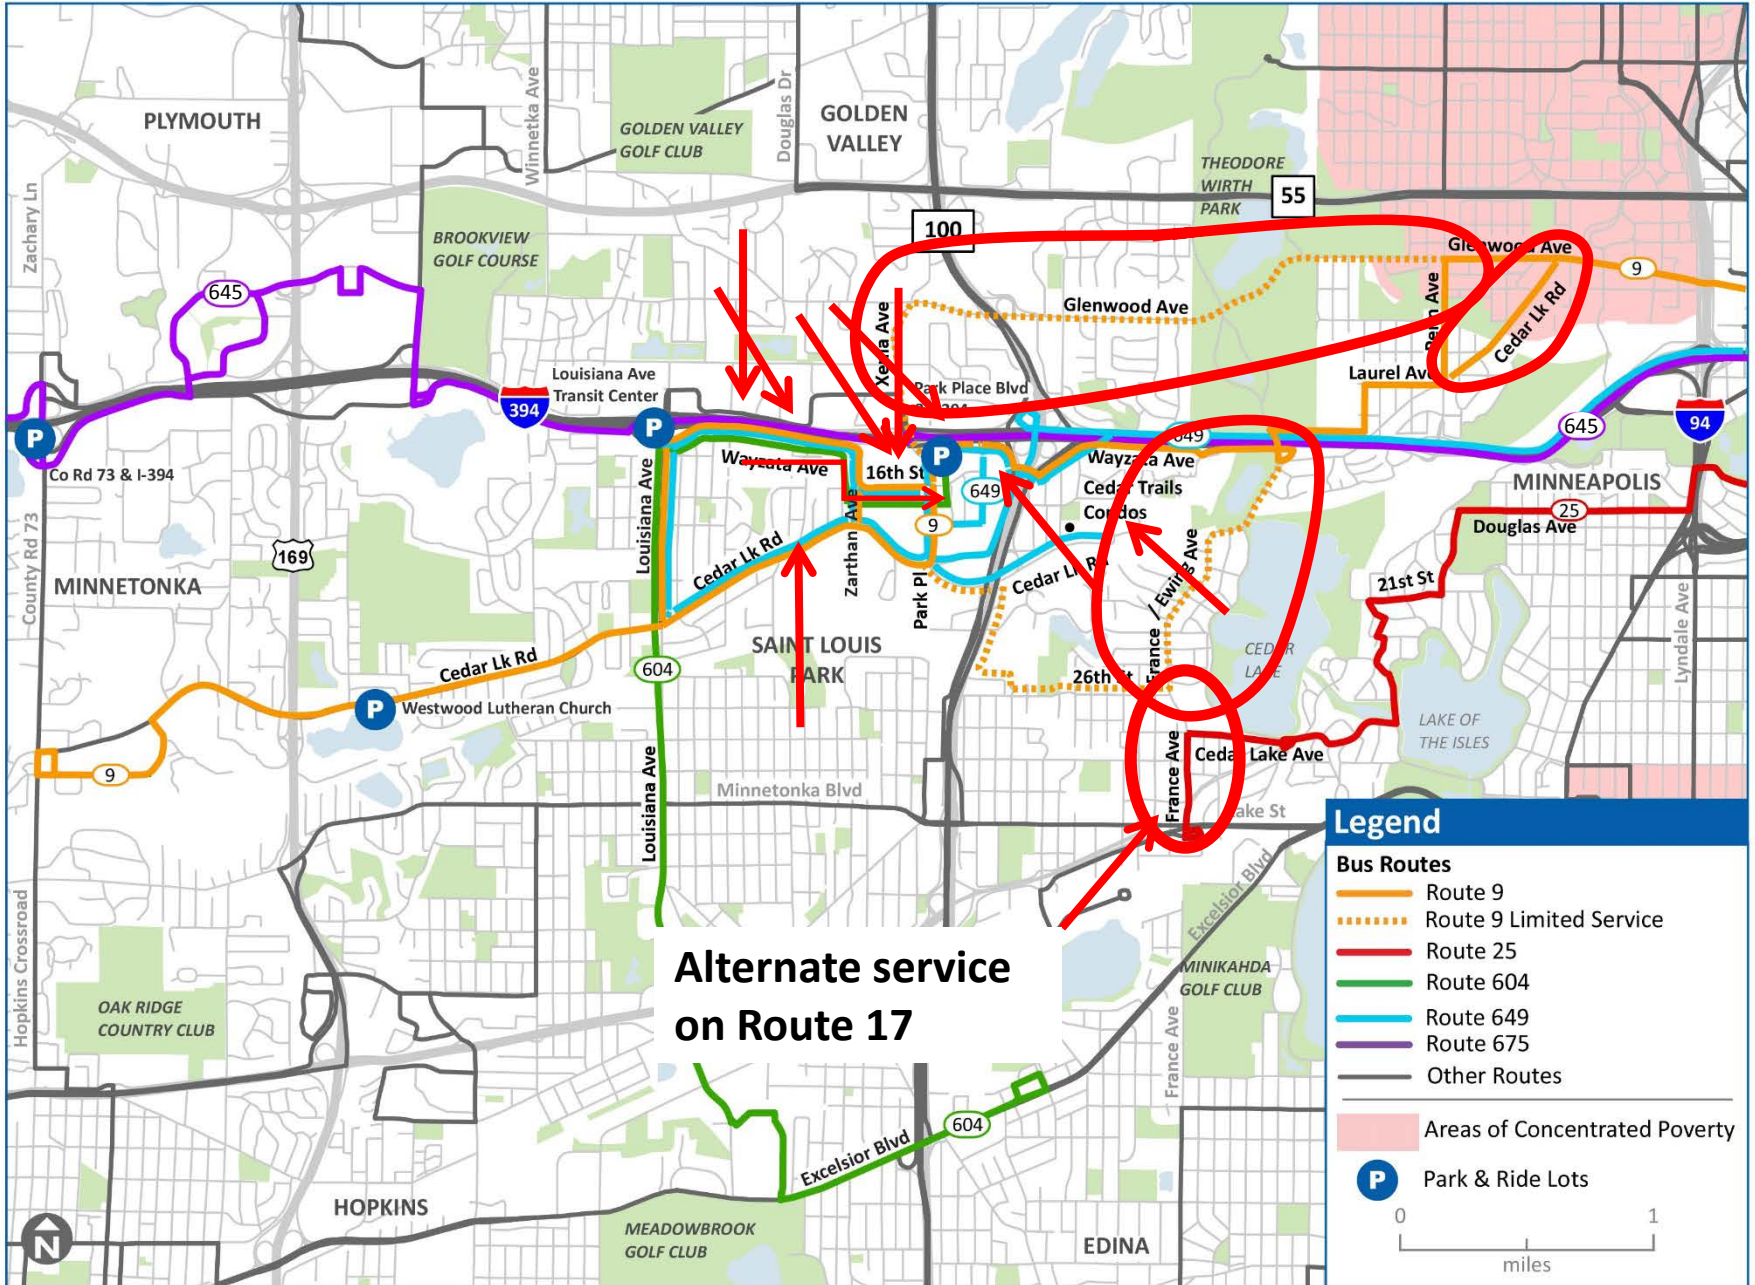 PLYMOUTH
Winnetka Ave
GOLDEN VALLEY
GOLF CLUB
Douglas Dr
GOLDEN
VALLEY
THEODORE
WIRTH
PARK
55
100
Zachary Ln
BROOKVIEW
GOLF COURSE
645
Glenwood Ave
9
Glenwood Ave
Xenia Ave
Penn Ave
Cedar Lk Rd
Laurel Ave
Louisiana Ave
Transit Center
Park Place Blvd
394
P
P
Co Rd 73 & I-394
649
645
94
Wayzata Ave
16th St
P
Wayzata Ave
649
Cedar Trails
Condos
MINNEAPOLIS
25
Douglas Ave
County Rd 73
169
Louisiana Ave
Cedar Lk Rd
Zarthan Ave
9
Park Pl
Cedar Lk Rd
France / Ewing Ave
21st St
Lyndale Ave
MINNETONKA
SAINT LOUIS
PARK
CEDAR
LAKE
604
Cedar Lk Rd
26th St
P
Westwood Lutheran Church
LAKE OF
THE ISLES
9
Louisiana Ave
Minnetonka Blvd
France Ave
Cedar Lake Ave
Lake St
Excelsior Blvd
Hopkins Crossroad
Alternate service
on Route 17
MINIKAHDA
GOLF CLUB
OAK RIDGE
COUNTRY CLUB
France Ave
604
Excelsior Blvd
HOPKINS
MEADOWBROOK
GOLF CLUB
EDINA
N
Legend
Bus Routes
Route 9
Route 9 Limited Service
Route 25
Route 604
Route 649
Route 675
Other Routes
Areas of Concentrated Poverty
P
Park & Ride Lots
0 1
miles